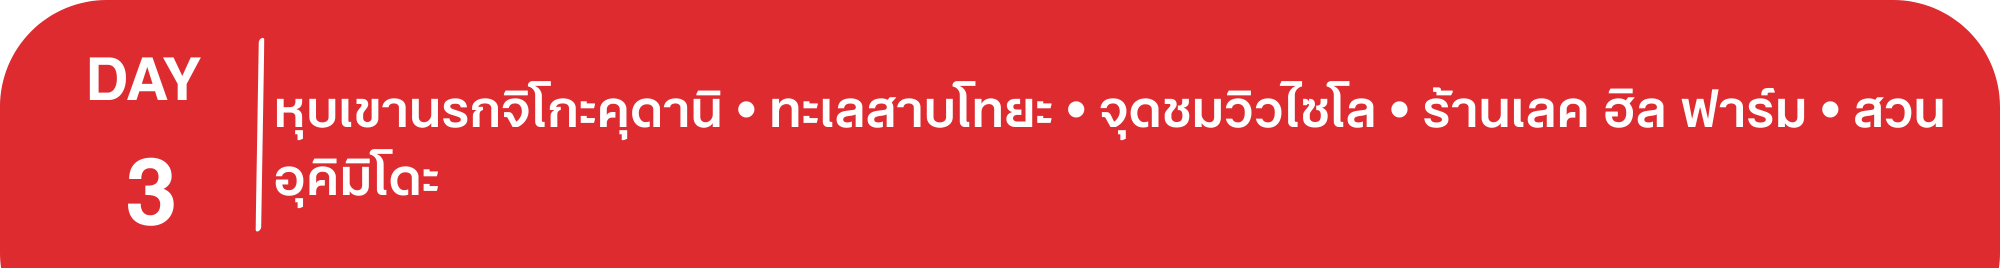 DAY
3
หุบเขานรกจิโกะคุดานิ • ทะเลสาบโทยะ • จุดชมวิวไซโล • ร้านเลค ฮิล ฟาร์ม • สวน
อุคิมิโดะ